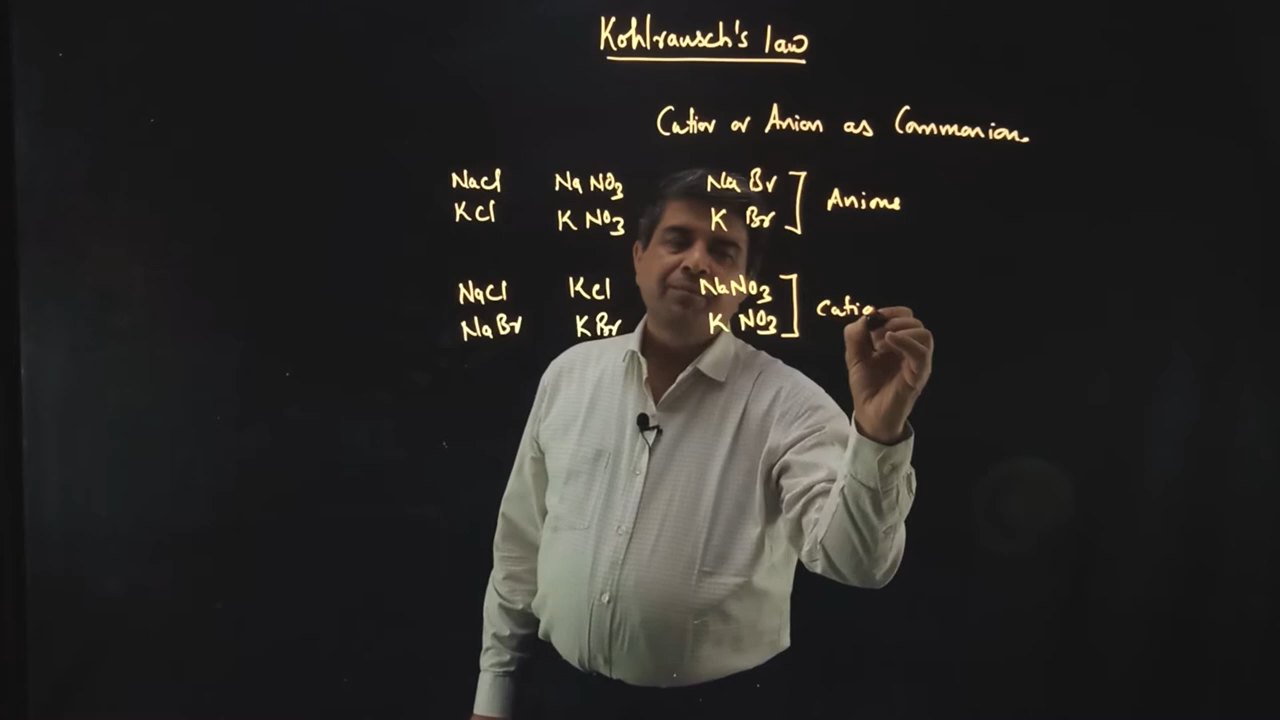 Kohlrausch's law
Cation or Anion as Common ion
NaCl NaNO3 NaBr
KCl KNO3 KBr
Anions
NaCl KCl NaNO3
NaBr KBr KNO3
Catio